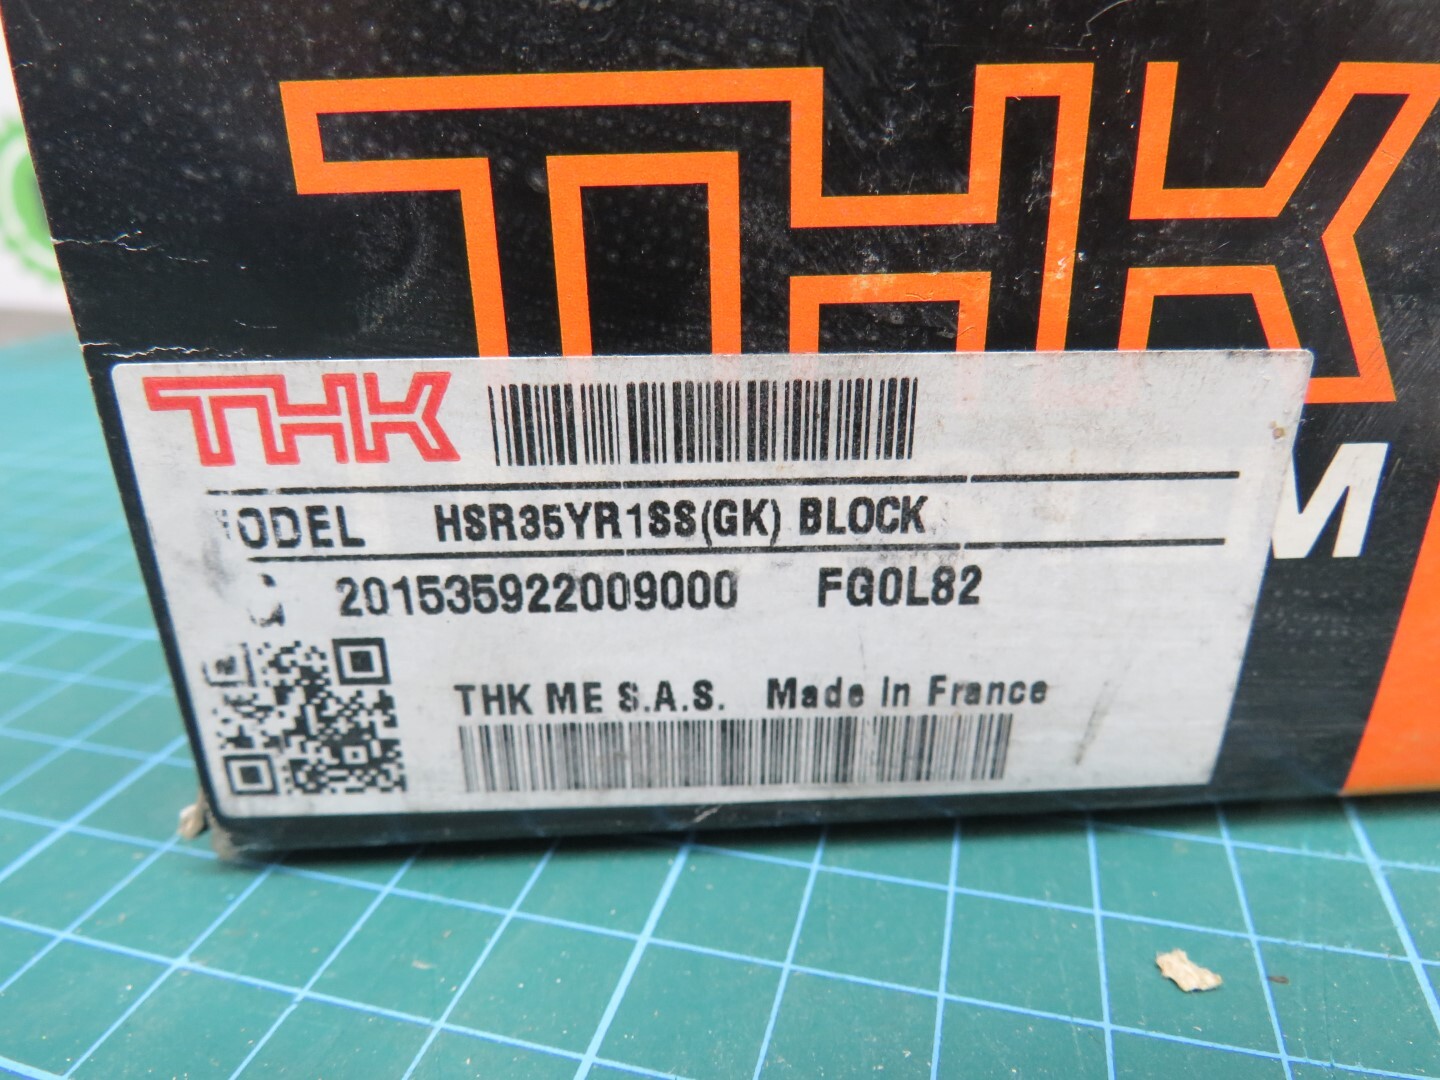 THK
M
THK
ODEL HSR35YR1SS(GK) BLOCK
201535922009000 FG0L82
THK ME S.A.S. Made in France